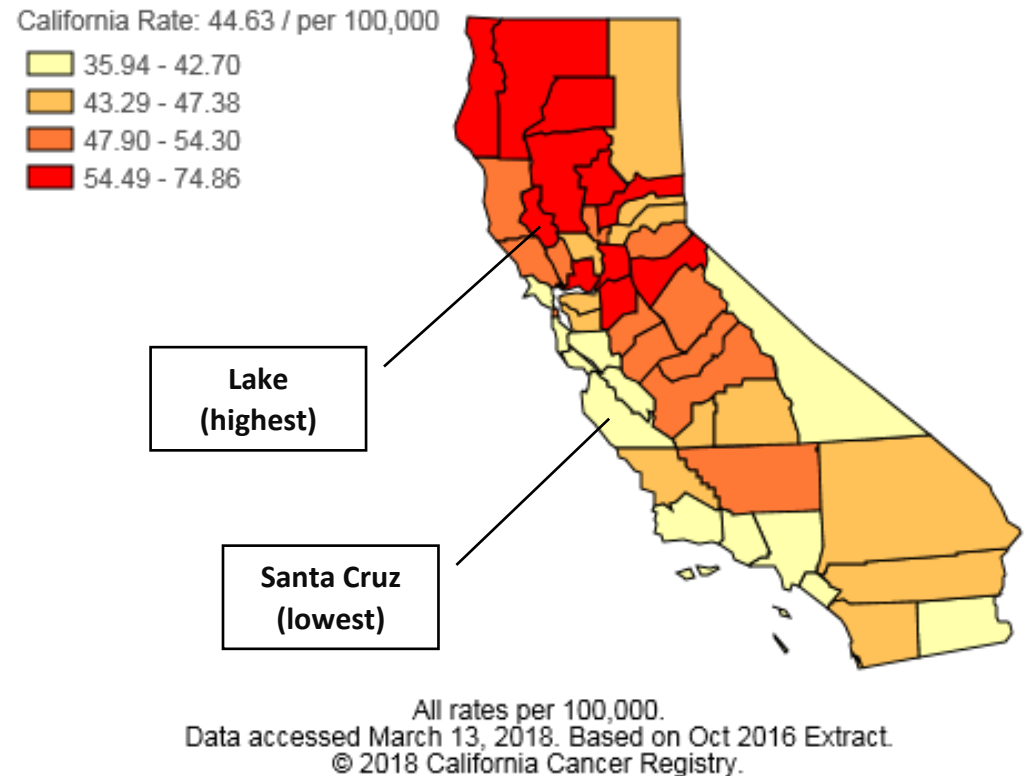 California Rate: 44.63 / per 100,000
35.94 - 42.70
43.29 - 47.38
47.90 - 54.30
54.49 - 74.86
Lake
(highest)
Santa Cruz
(lowest)
All rates per 100,000.
Data accessed March 13, 2018. Based on Oct 2016 Extract.
© 2018 California Cancer Registry.